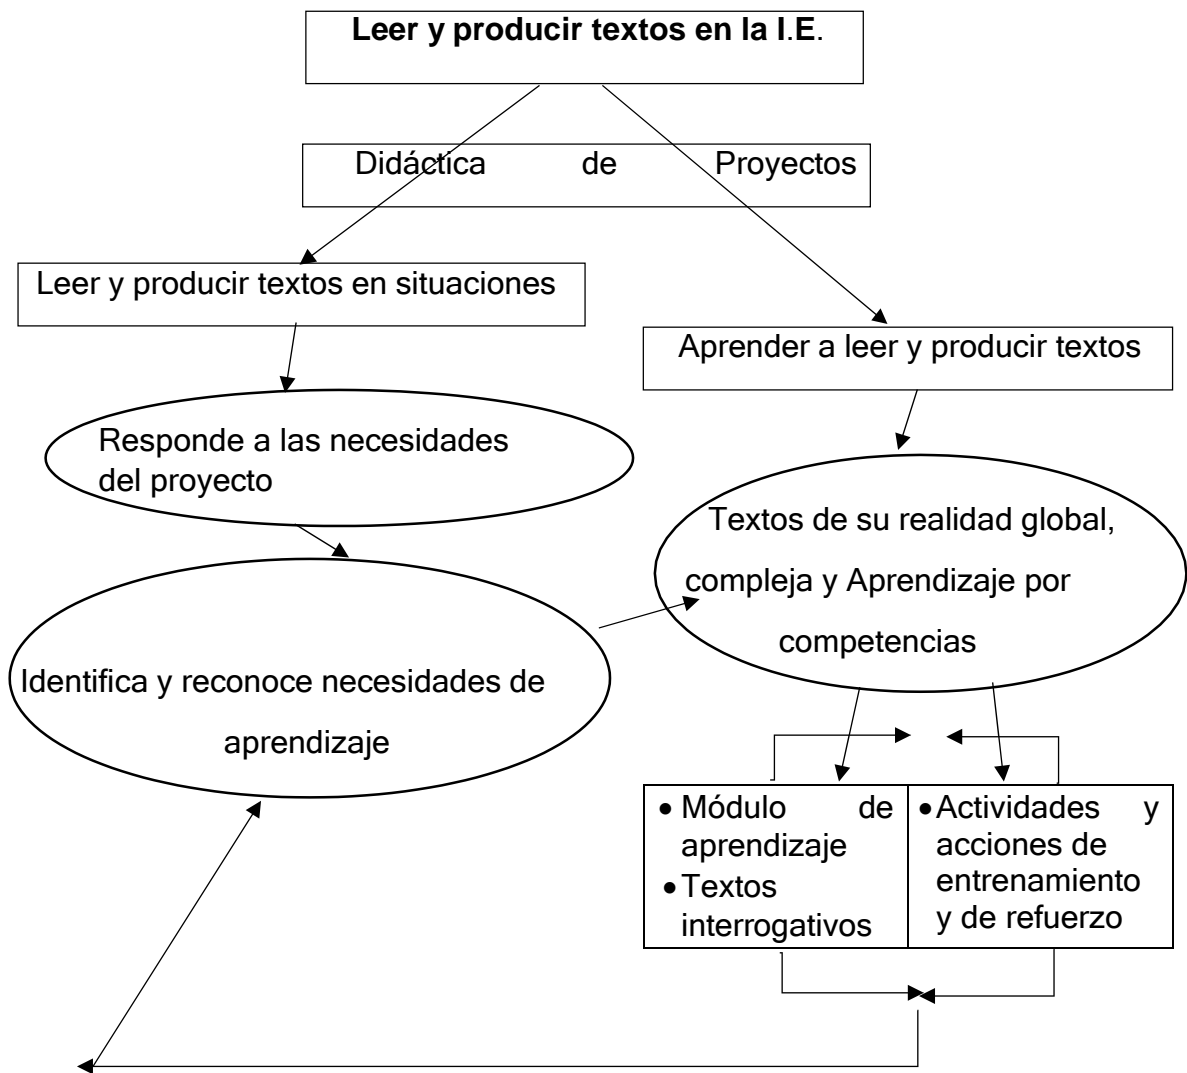 Leer y producir textos en la I.E.
Didáctica de Proyectos
Leer y producir textos en situaciones
Aprender a leer y producir textos
Responde a las necesidades
del proyecto
Textos de su realidad global,
compleja y Aprendizaje por
competencias
Identifica y reconoce necesidades de
aprendizaje
• Módulo de
aprendizaje
• Textos
interrogativos
• Actividades y
acciones de
entrenamiento
y de refuerzo